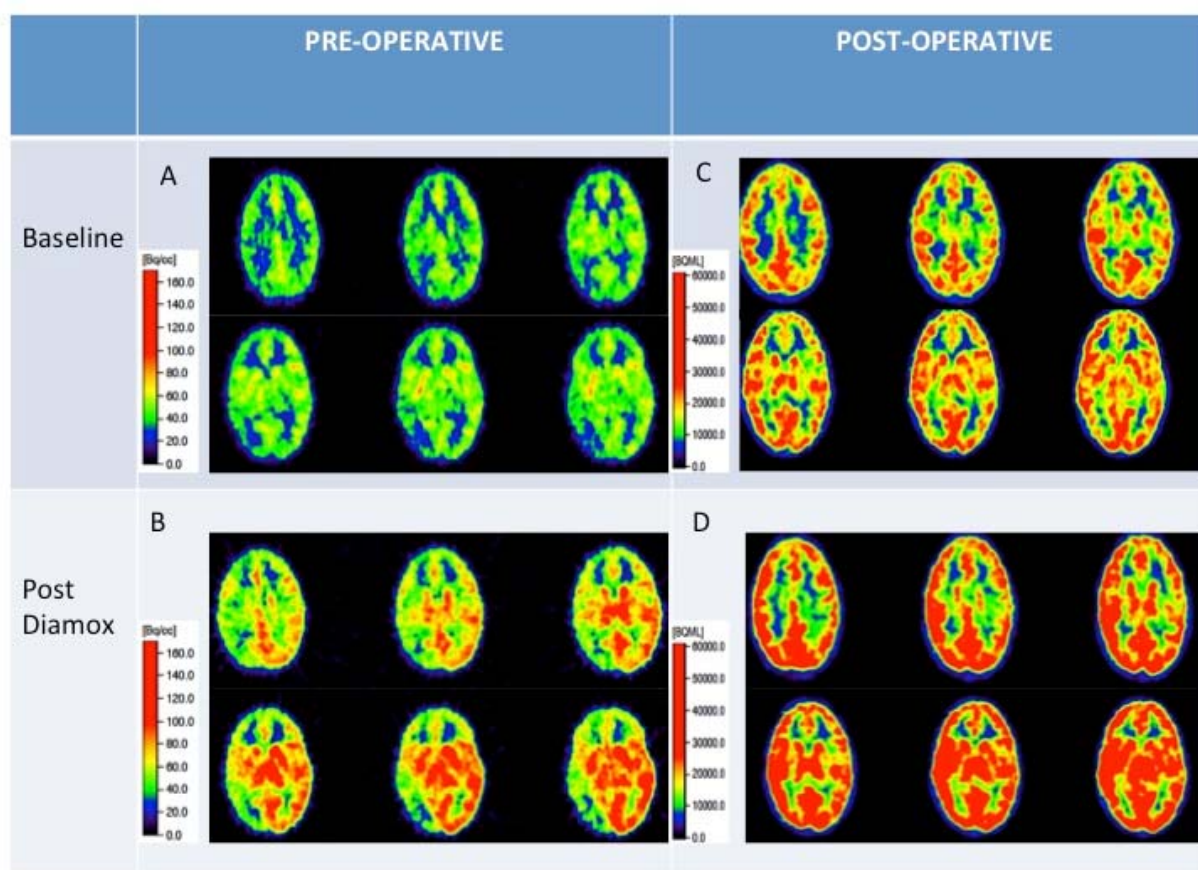 PRE-OPERATIVE
POST-OPERATIVE
Baseline
A
[Bq/cc]
160.0
140.0
120.0
100.0
80.0
60.0
40.0
20.0
0.0
C
[BQML]
60000.0
50000.0
40000.0
30000.0
20000.0
10000.0
0.0
Post
Diamox
B
[Bq/cc]
160.0
140.0
120.0
100.0
80.0
60.0
40.0
20.0
0.0
D
[BQML]
60000.0
50000.0
40000.0
30000.0
20000.0
10000.0
0.0